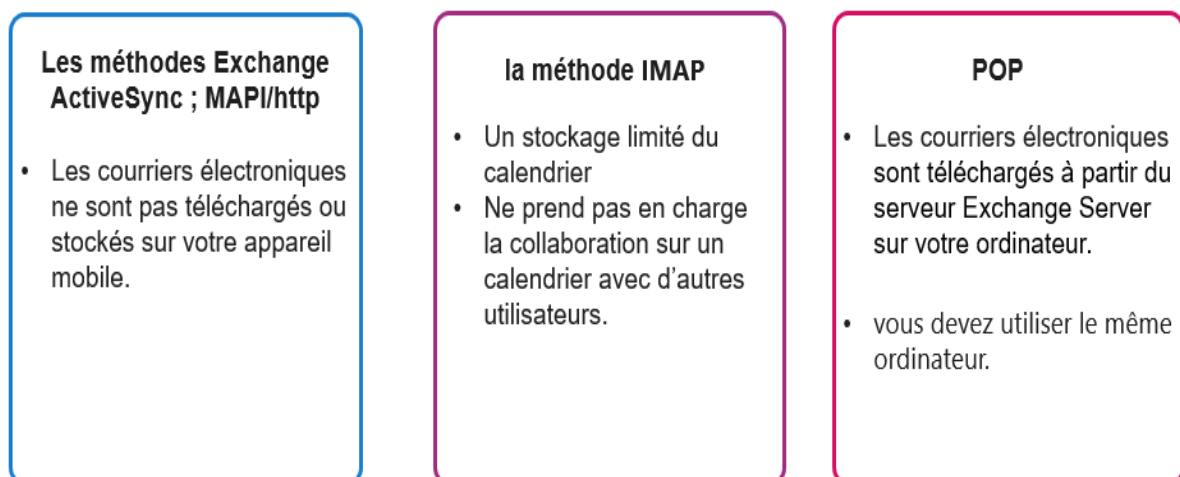 Les méthodes Exchange
ActiveSync ; MAPI/http
• Les courriers électroniques
ne sont pas téléchargés ou
stockés sur votre appareil
mobile.
la méthode IMAP
• Un stockage limité du
calendrier
• Ne prend pas en charge
la collaboration sur un
calendrier avec d’autres
utilisateurs.
POP
• Les courriers électroniques
sont téléchargés à partir du
serveur Exchange Server
sur votre ordinateur.
• vous devez utiliser le même
ordinateur.